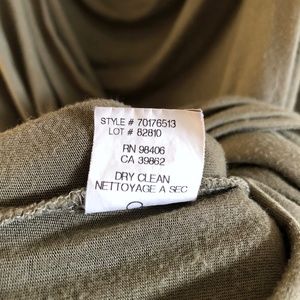 STYLE # 70176513
LOT # 82810
RN 98406
CA 39862
DRY CLEAN
NETTOYAGE A SEC